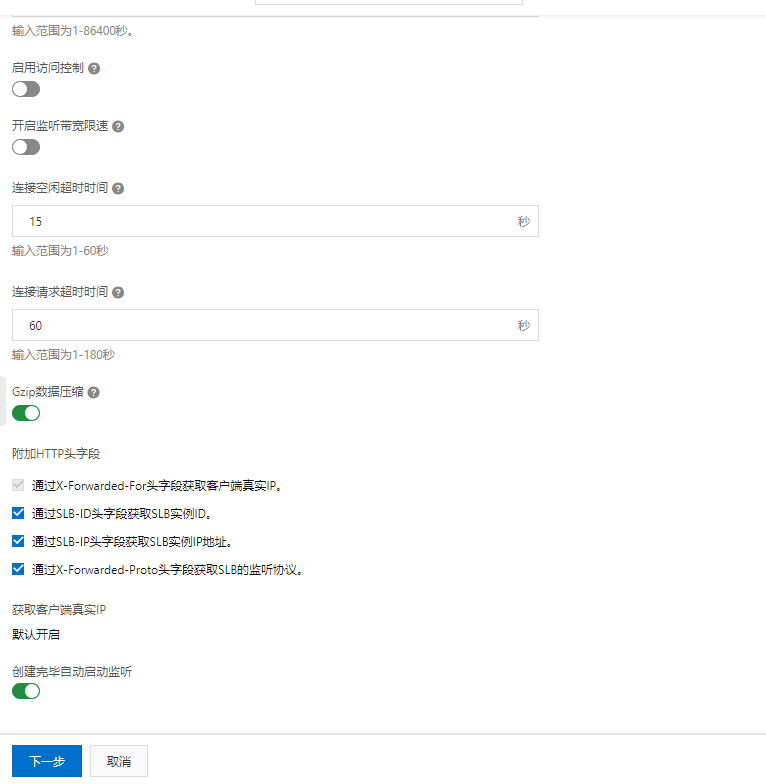 输入范围为1-86400秒。
启用访问控制 ?
开启监听带宽限速 ?
连接空闲超时时间 ?
15 秒
输入范围为1-60秒
连接请求超时时间 ?
60 秒
输入范围为1-180秒
Gzip数据压缩 ?
附加HTTP头字段
通过X-Forwarded-For头字段获取客户端真实IP。
通过SLB-ID头字段获取SLB实例ID。
通过SLB-IP头字段获取SLB实例IP地址。
通过X-Forwarded-Proto头字段获取SLB的监听协议。
获取客户端真实IP
默认开启
创建完毕自动启动监听
下一步 取消